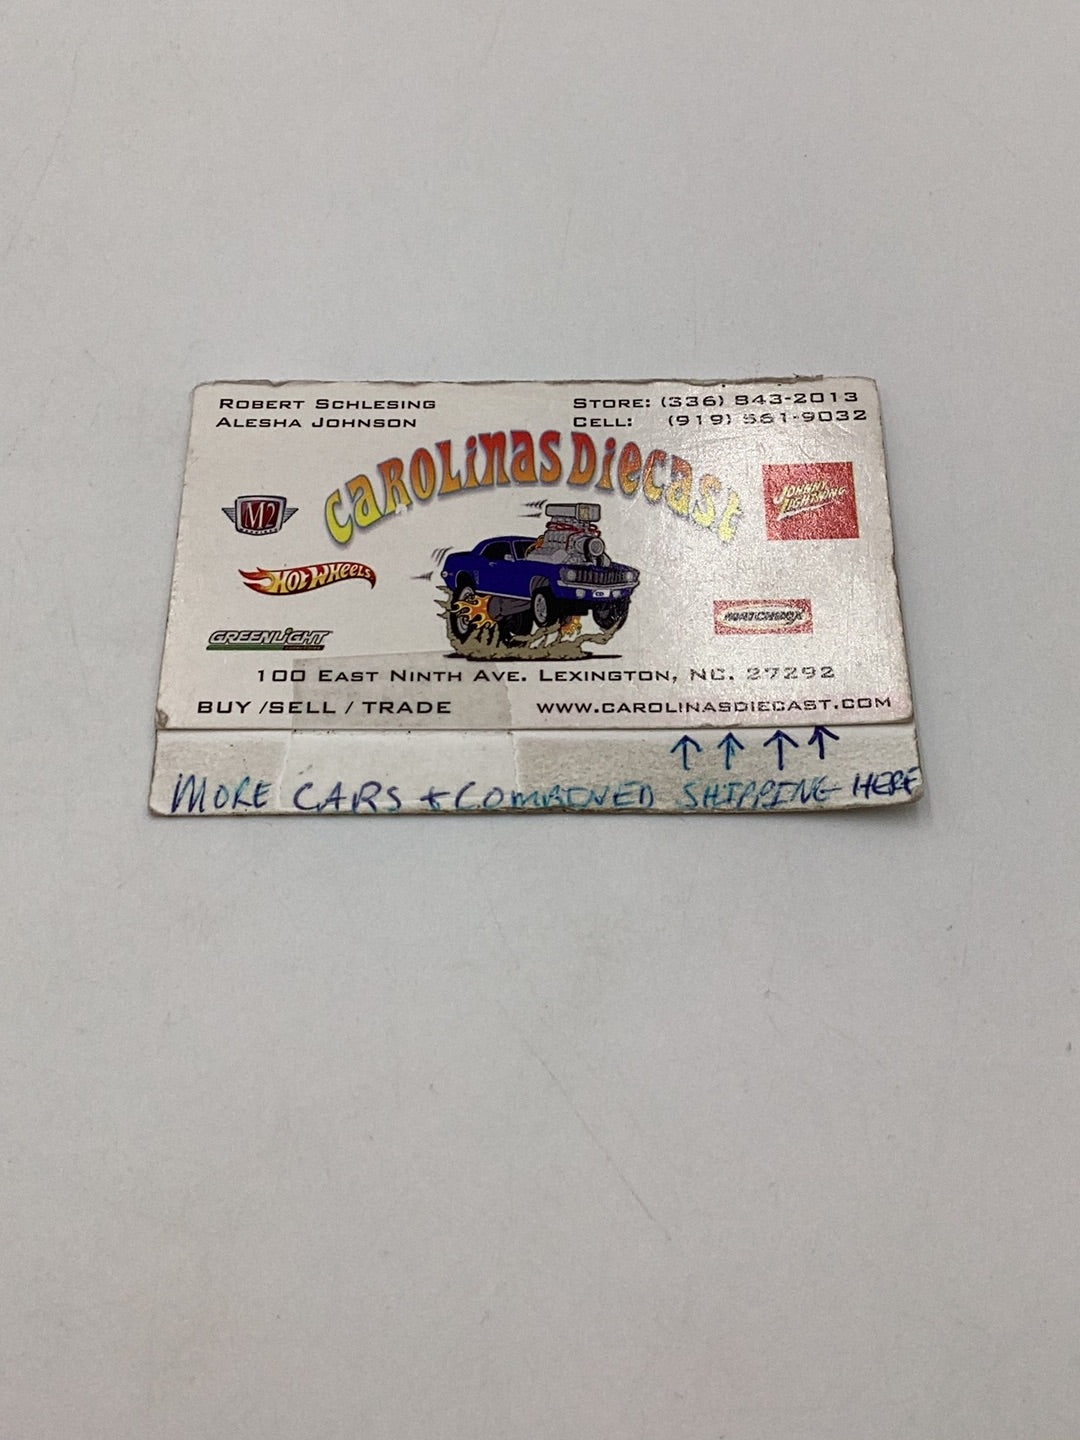 ROBERT SCHLESING
ALESHA JOHNSON
STORE: (336) 843-2013
CELL: (919) 561-9032
CAROLINAS DIECAST
M2
HOT WHEELS
GREENLIGHT
JOHNNY LIGHTNING
MATCHBOX
100 EAST NINTH AVE. LEXINGTON, NC. 27292
BUY /SELL / TRADE
WWW.CAROLINASDIECAST.COM
MORE CARS + COMBINED SHIPPING HERE